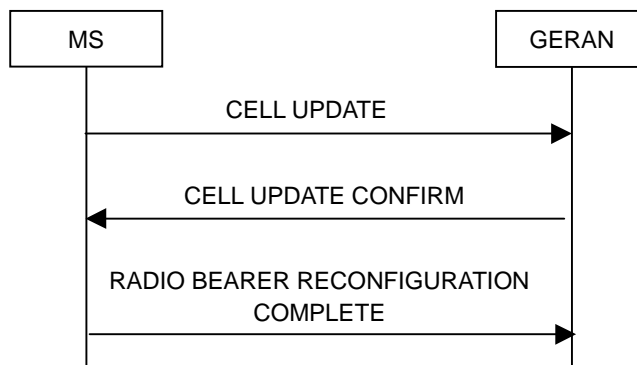 MS
GERAN
CELL UPDATE
CELL UPDATE CONFIRM
RADIO BEARER RECONFIGURATION
COMPLETE